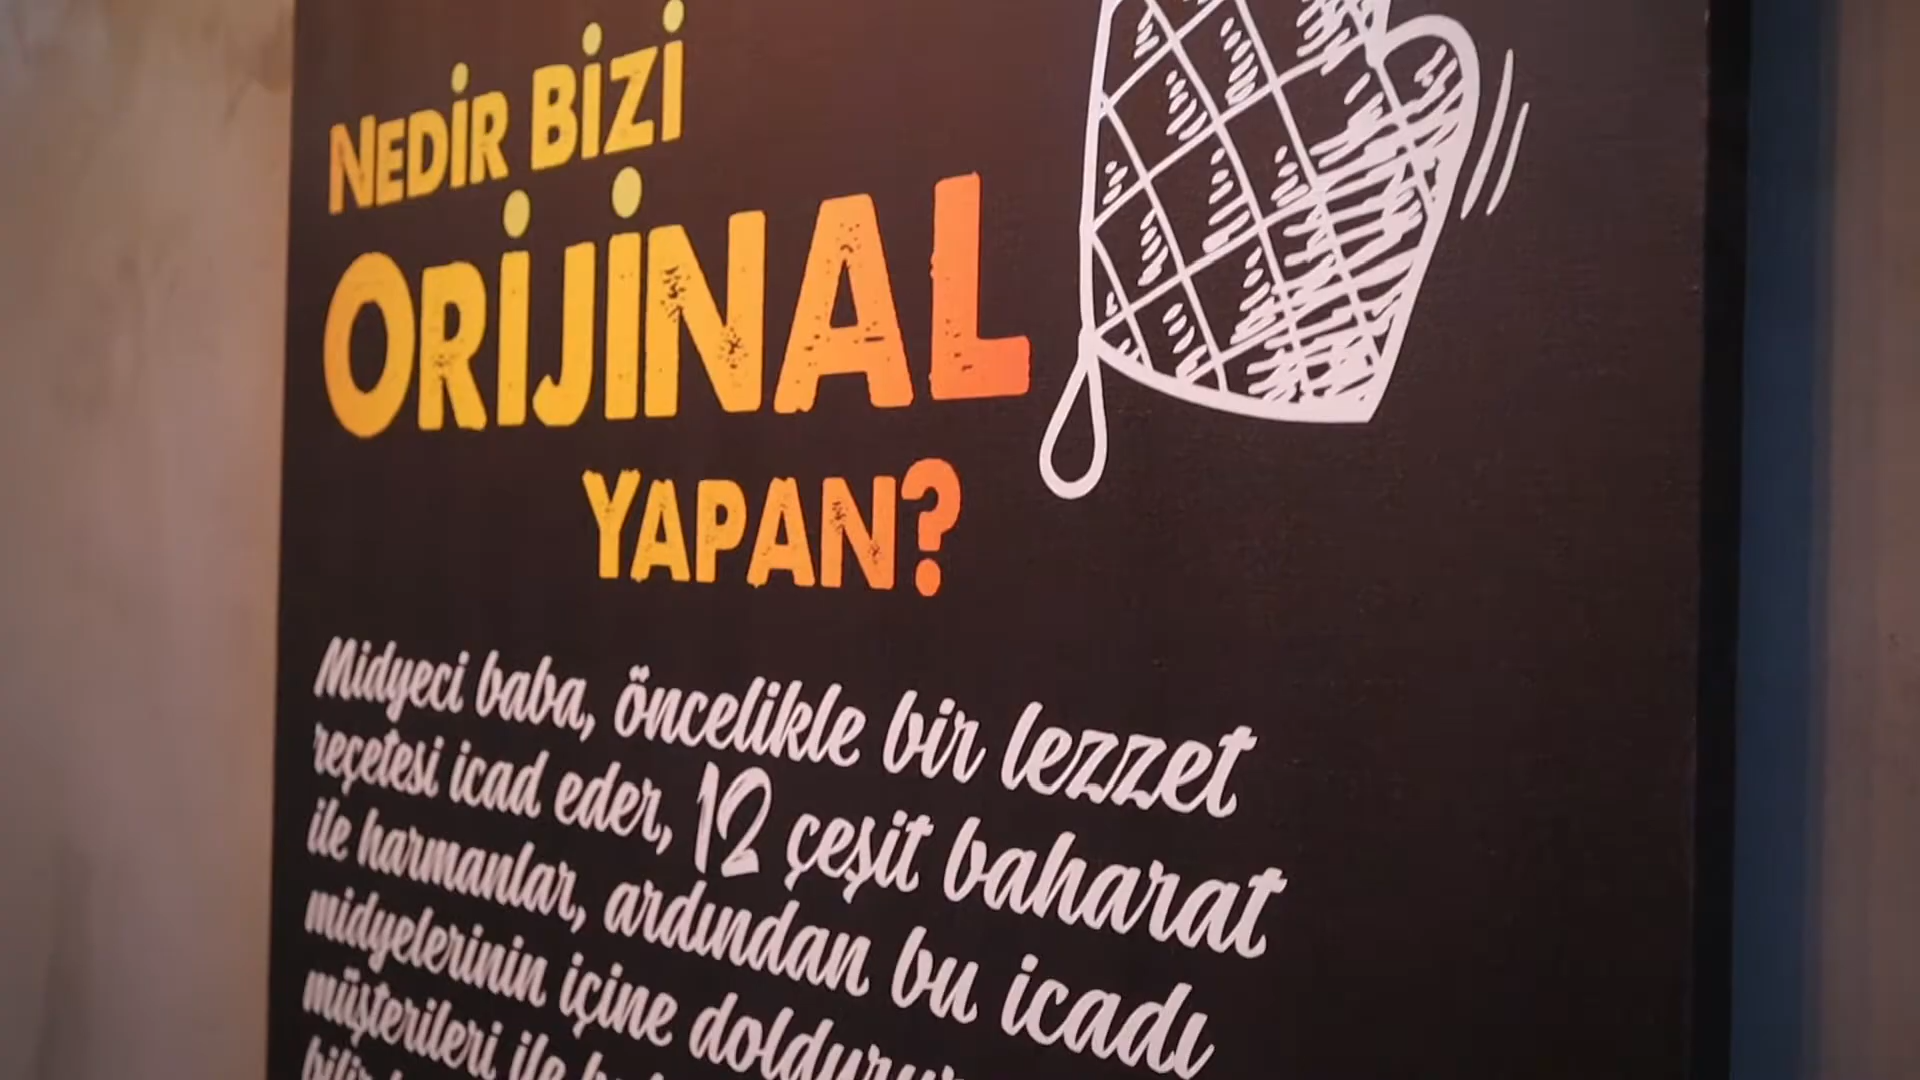 NEDİR BİZİ
ORİJİNAL
YAPAN?
Midyeci baba, öncelikle bir lezzet
reçetesi icad eder, 12 çeşit baharat
ile harmanlar, ardından bu icadı
midyelerinin içine doldurur
müşterileri ile